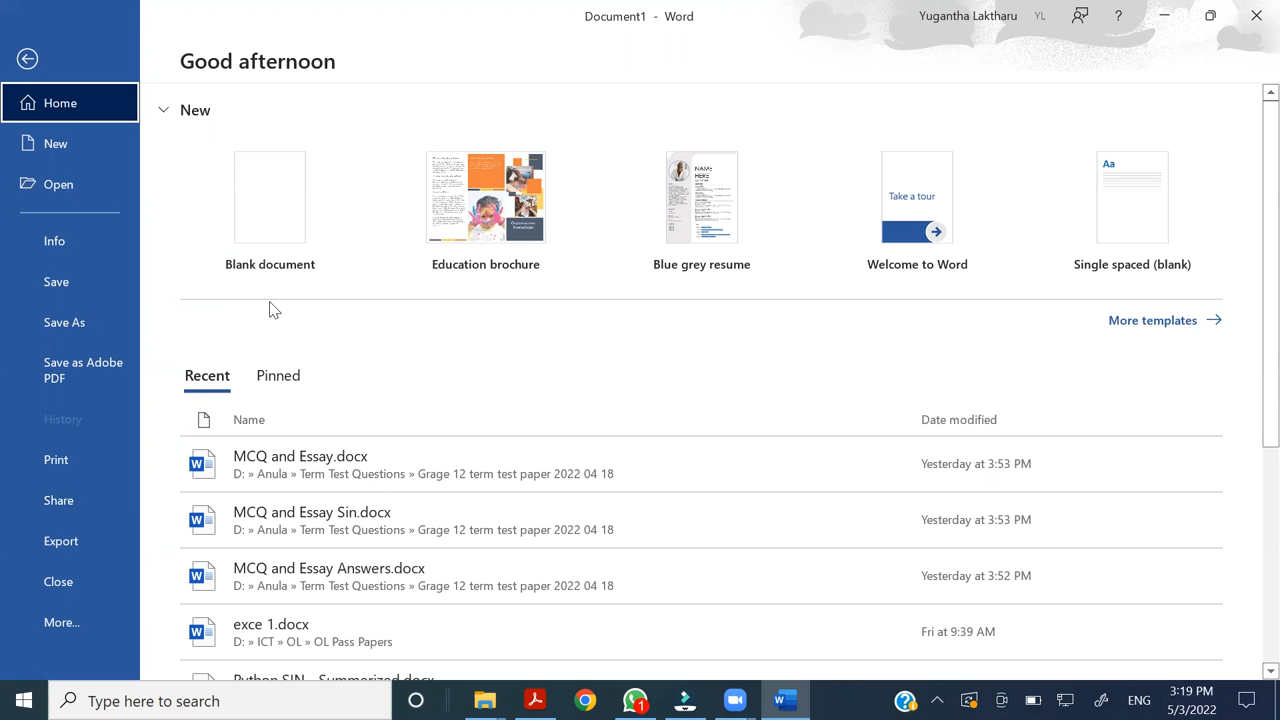 Document1 - Word
Yugantha Laktharu YL
?
Good afternoon
Home
New
Open
Info
Save
Save As
Save as Adobe
PDF
History
Print
Share
Export
Close
More...
New
Take a tour
Aa
Blank document
Education brochure
Blue grey resume
Welcome to Word
Single spaced (blank)
More templates
Recent Pinned
Name Date modified
MCQ and Essay.docx
D: » Anula » Term Test Questions » Grage 12 term test paper 2022 04 18
Yesterday at 3:53 PM
MCQ and Essay Sin.docx
D: » Anula » Term Test Questions » Grage 12 term test paper 2022 04 18
Yesterday at 3:53 PM
MCQ and Essay Answers.docx
D: » Anula » Term Test Questions » Grage 12 term test paper 2022 04 18
Yesterday at 3:52 PM
exce 1.docx
D: » ICT » OL » OL Pass Papers
Fri at 9:39 AM
Python SIN - Summarized.docx
Type here to search
1
ENG
3:19 PM
5/3/2022